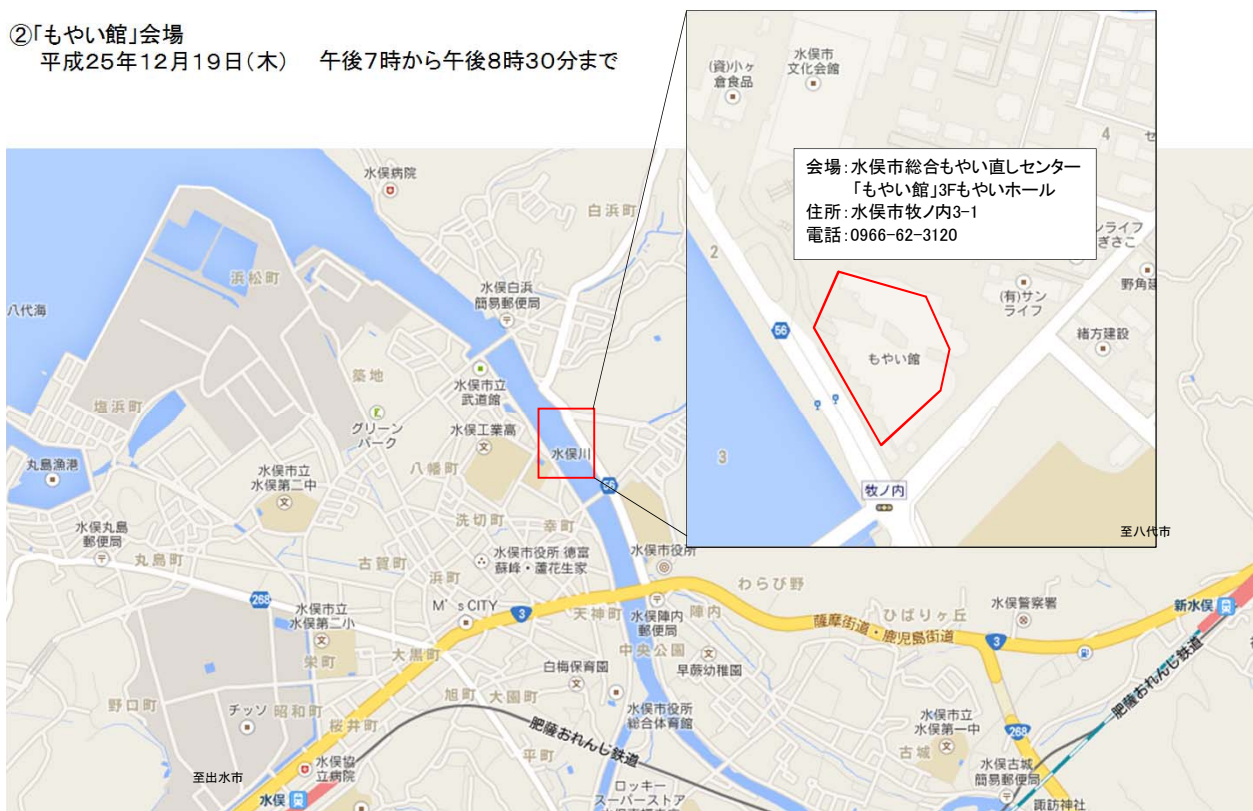 ②「もやい館」会場
平成25年12月19日(木)　午後7時から午後8時30分まで
水俣市
文化会館
(資)小ヶ
倉食品
4
セ
会場:水俣市総合もやい直しセンター
「もやい館」3Fもやいホール
住所:水俣市牧ノ内3-1
電話:0966-62-3120
2
ンライフ
ぎさこ
(有)サン
ライフ
野角建
56
緒方建設
もやい館
3
牧ノ内
至八代市
水俣病院
白浜町
浜松町
水俣白浜
簡易郵便局
八代海
築地
水俣市立
武道館
塩浜町
グリーン
パーク
水俣工業高
水俣川
丸島漁港
八幡町
水俣市立
水俣第二中
56
洗切町
幸町
水俣丸島
郵便局
丸島町
古賀町
水俣市役所 徳富
蘇峰・蘆花生家
水俣市役所
浜町
わらび野
268
M's CITY
3
天神町
水俣陣内
郵便局
陣内
ひばりヶ丘
水俣警察署
新水俣
水俣市立
水俣第二小
薩摩街道・鹿児島街道
3
中央公園
栄町
大黒町
白梅保育園
早蕨幼稚園
肥薩おれんじ鉄道
野口町
チッソ
昭和町
旭町
大園町
水俣市役所
総合体育館
桜井町
水俣市立
水俣第一中
268
肥薩おれんじ鉄道
平町
古城
水俣協
立病院
至出水市
水俣古城
簡易郵便局
水俣
ロッキー
スーパーストア
諏訪神社